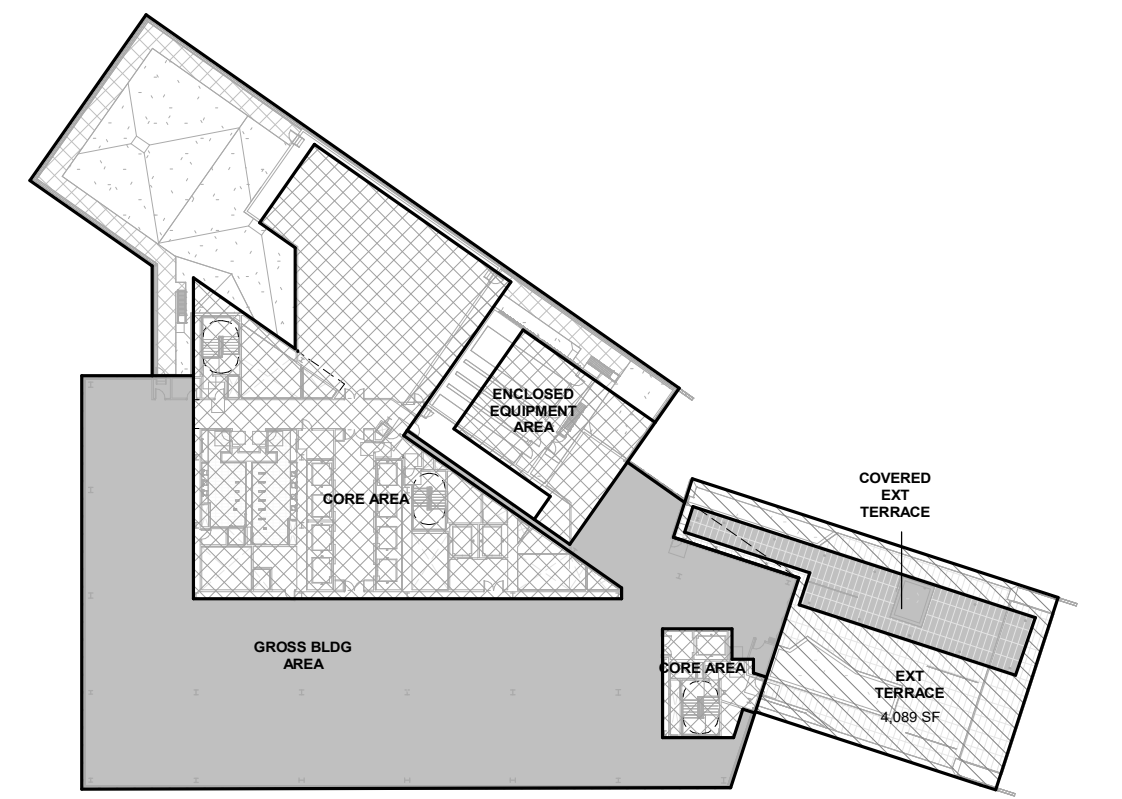 ENCLOSED
EQUIPMENT
AREA
CORE AREA
COVERED
EXT
TERRACE
GROSS BLDG
AREA
CORE AREA
EXT
TERRACE
4,089 SF